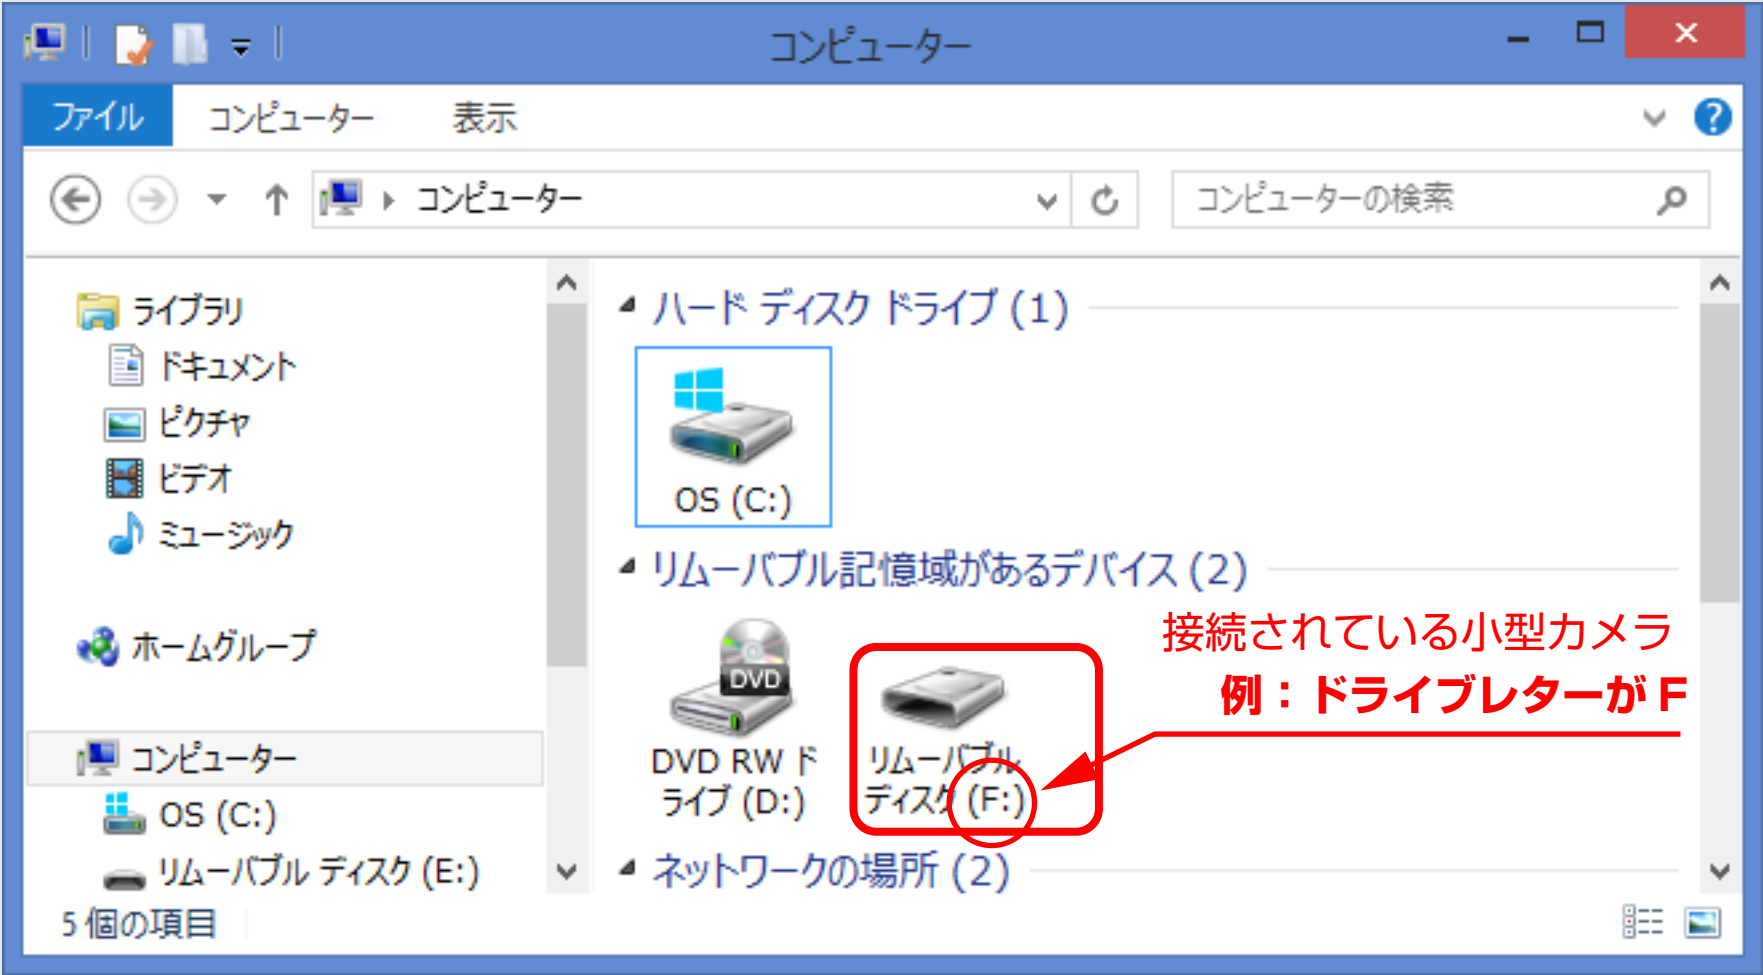 コンピューター
ファイル コンピューター 表示
コンピューター
コンピューターの検索
ライブラリ
ドキュメント
ピクチャ
ビデオ
ミュージック
ホームグループ
コンピューター
OS (C:)
リムーバブル ディスク (E:)
ハード ディスク ドライブ (1)
OS (C:)
リムーバブル記憶域があるデバイス (2)
接続されている小型カメラ
例：ドライブレターがF
DVD
DVD RW ド
ライブ (D:)
リムーバブル
ディスク (F:)
ネットワークの場所 (2)
5 個の項目